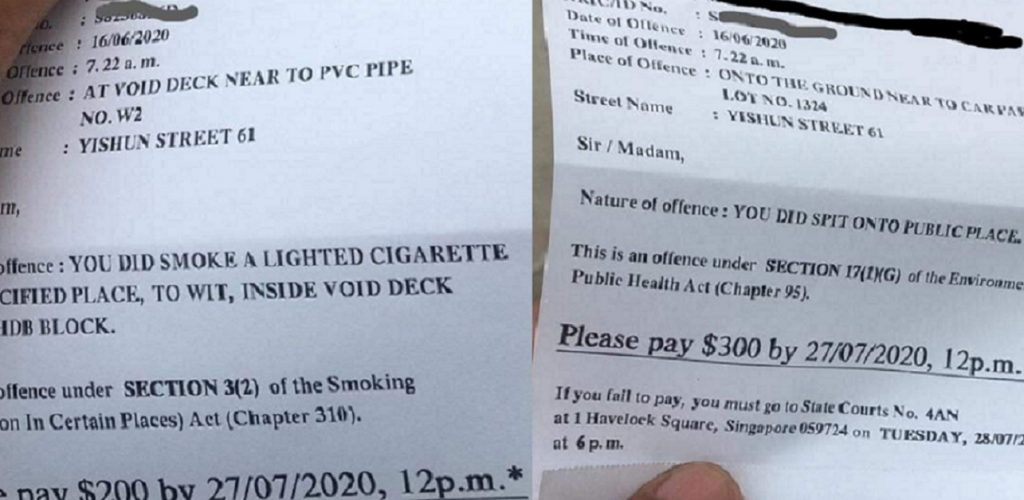 : 16/06/2020
Offence : 7.22 a. m.
Offence : AT VOID DECK NEAR TO PVC PIPE
NO. W2
: YISHUN STREET 61
offence : YOU DID SMOKE A LIGHTED CIGARETTE
CIFIED PLACE, TO WIT, INSIDE VOID DECK
HDB BLOCK.
offence under SECTION 3(2) of the Smoking
on In Certain Places) Act (Chapter 310).
pay $200 by 27/07/2020, 12p.m.*
No. : S
Date of Offence : 16/06/2020
Time of Offence : 7.22 a. m.
Place of Offence : ONTO THE GROUND NEAR TO CAR PA
LOT NO. 1324
Street Name : YISHUN STREET 61
Sir / Madam,
Nature of offence : YOU DID SPIT ONTO PUBLIC PLACE.
This is an offence under SECTION 17(1)(G) of the Environme
Public Health Act (Chapter 95).
Please pay $300 by 27/07/2020, 12p.m.
If you fail to pay, you must go to State Courts No. 4AN
at 1 Havelock Square, Singapore 059724 on TUESDAY, 28/07/2
at 6 p. m.